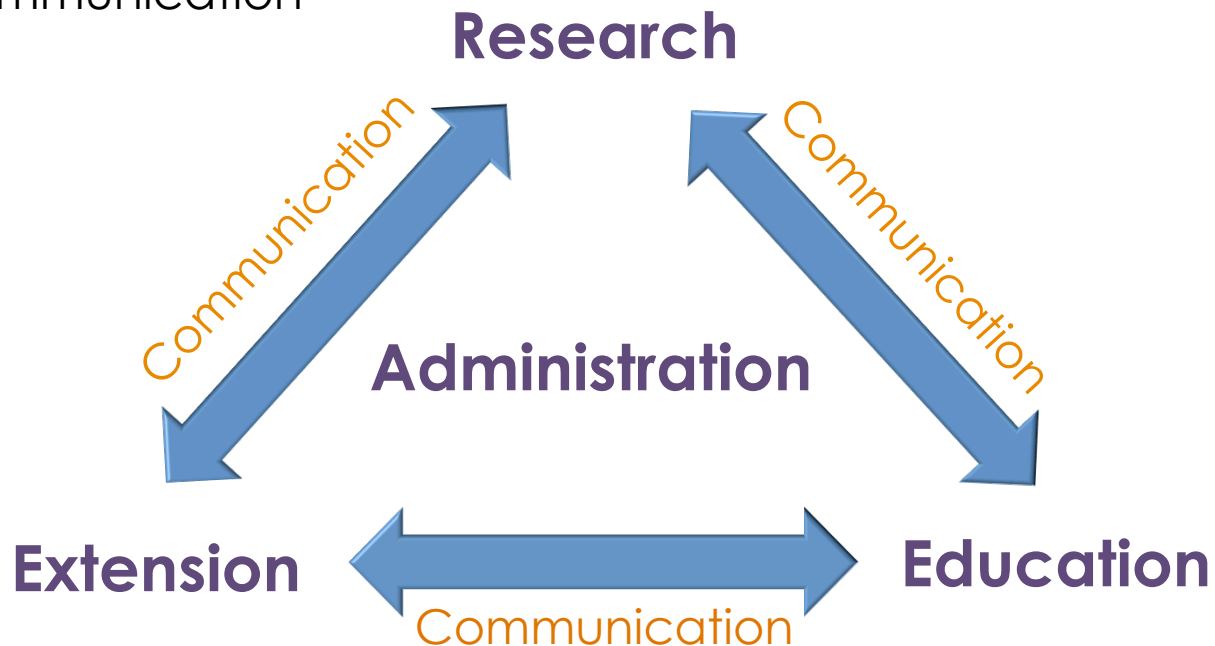 Research
Communication
Communication
Administration
Extension
Education
Communication